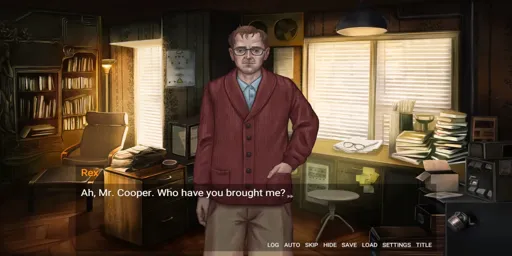 Rex
Ah, Mr. Cooper. Who have you brought me?
LOG AUTO SKIP HIDE SAVE LOAD SETTINGS TITLE